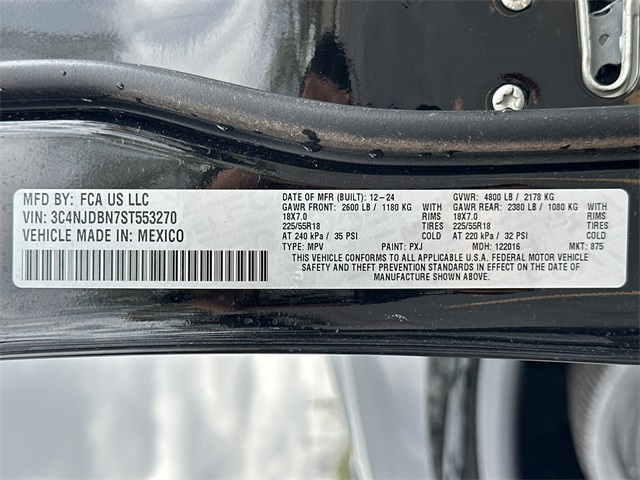 MFD BY: FCA US LLC
VIN: 3C4NJDBN7ST553270
VEHICLE MADE IN: MEXICO
DATE OF MFR (BUILT): 12-24 GVWR: 4800 LB / 2178 KG
GAWR FRONT: 2600 LB / 1180 KG GAWR REAR: 2380 LB / 1080 KG
18X7.0 RIMS 18X7.0 RIMS
225/55R18 TIRES 225/55R18 TIRES
AT 240 kPa / 35 PSI COLD AT 220 kPa / 32 PSI COLD
TYPE: MPV PAINT: PXJ MDH: 122016 MKT: 875
THIS VEHICLE CONFORMS TO ALL APPLICABLE U.S.A. FEDERAL MOTOR VEHICLE
SAFETY AND THEFT PREVENTION STANDARDS IN EFFECT ON THE DATE OF
MANUFACTURE SHOWN ABOVE.